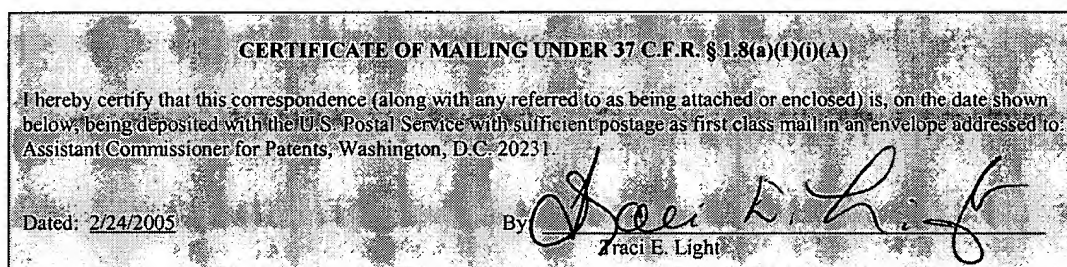 CERTIFICATE OF MAILING UNDER 37 C.F.R. § 1.8(a)(1)(i)(A)
I hereby certify that this correspondence (along with any referred to as being attached or enclosed) is, on the date shown
below, being deposited with the U.S. Postal Service with sufficient postage as first class mail in an envelope addressed to:
Assistant Commissioner for Patents, Washington, D.C. 20231.
Dated: 2/24/2005 By Traci E. Light
Traci E. Light